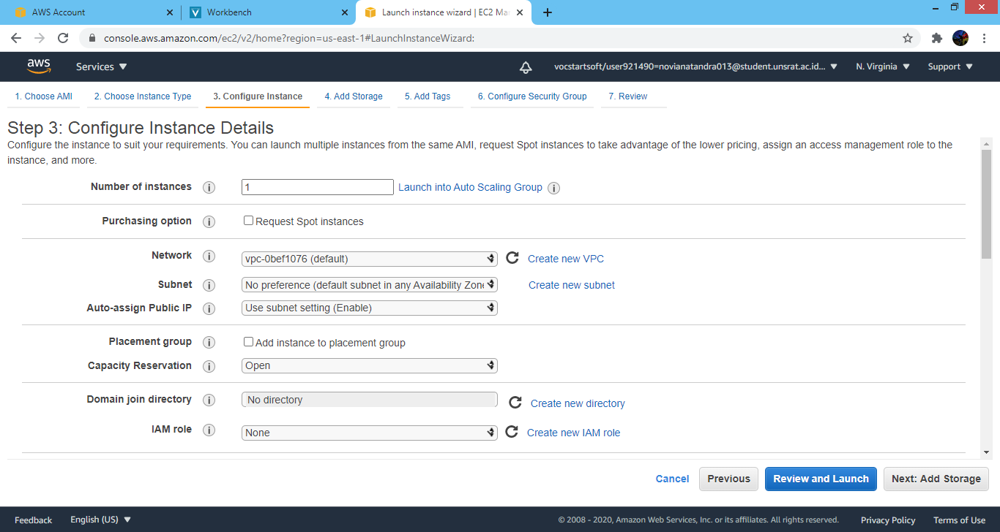 AWS Account
Workbench
Launch instance wizard | EC2 Ma
console.aws.amazon.com/ec2/v2/home?region=us-east-1#LaunchInstanceWizard:
aws
Services
vocstartsoft/user921490=novianatandra013@student.unsrat.ac.id...
N. Virginia
Support
1. Choose AMI
2. Choose Instance Type
3. Configure Instance
4. Add Storage
5. Add Tags
6. Configure Security Group
7. Review
Step 3: Configure Instance Details
Configure the instance to suit your requirements. You can launch multiple instances from the same AMI, request Spot instances to take advantage of the lower pricing, assign an access management role to the
instance, and more.
Number of instances i 1 Launch into Auto Scaling Group i
Purchasing option i Request Spot instances
Network i vpc-0bef1076 (default) Create new VPC
Subnet i No preference (default subnet in any Availability Zone Create new subnet
Auto-assign Public IP i Use subnet setting (Enable)
Placement group i Add instance to placement group
Capacity Reservation i Open
Domain join directory i No directory Create new directory
IAM role i None Create new IAM role
Cancel
Previous
Review and Launch
Next: Add Storage
Feedback
English (US)
© 2008 - 2020, Amazon Web Services, Inc. or its affiliates. All rights reserved.
Privacy Policy
Terms of Use